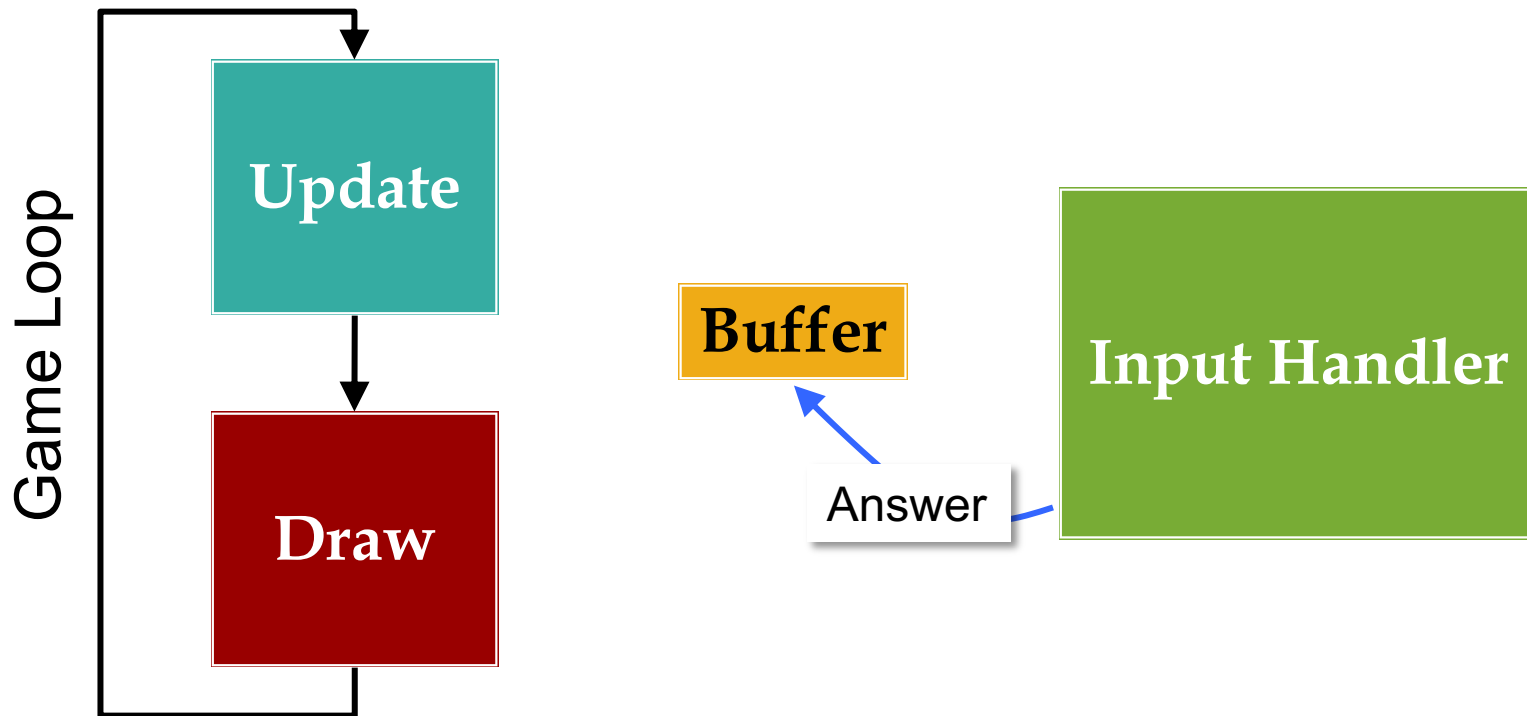 Game Loop
Update
Draw
Buffer
Answer
Input Handler